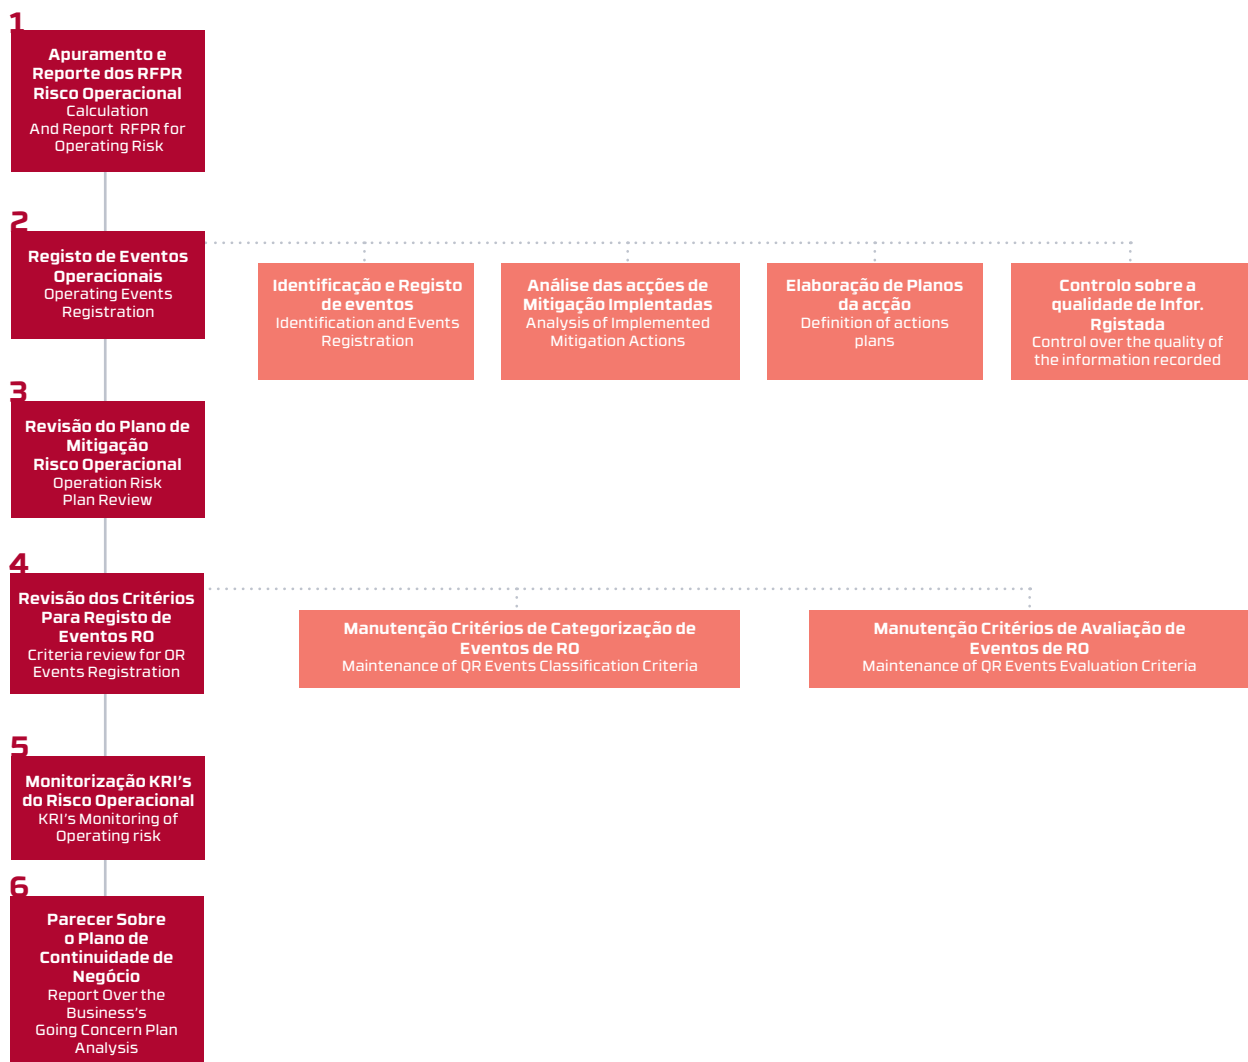 1
Apuramento e
Reporte dos RFPR
Risco Operacional
Calculation
And Report RFPR for
Operating Risk
2
Registo de Eventos
Operacionais
Operating Events
Registration
Identificação e Registo
de eventos
Identification and Events
Registration
Análise das acções de
Mitigação Implentadas
Analysis of Implemented
Mitigation Actions
Elaboração de Planos
da acção
Definition of actions
plans
Controlo sobre a
qualidade de Infor.
Rgistada
Control over the quality of
the information recorded
3
Revisão do Plano de
Mitigação
Risco Operacional
Operation Risk
Plan Review
4
Revisão dos Critérios
Para Registo de
Eventos RO
Criteria review for OR
Events Registration
Manutenção Critérios de Categorização de
Eventos de RO
Maintenance of QR Events Classification Criteria
Manutenção Critérios de Avaliação de
Eventos de RO
Maintenance of QR Events Evaluation Criteria
5
Monitorização KRI's
do Risco Operacional
KRI's Monitoring of
Operating risk
6
Parecer Sobre
o Plano de
Continuidade de
Negócio
Report Over the
Business's
Going Concern Plan
Analysis